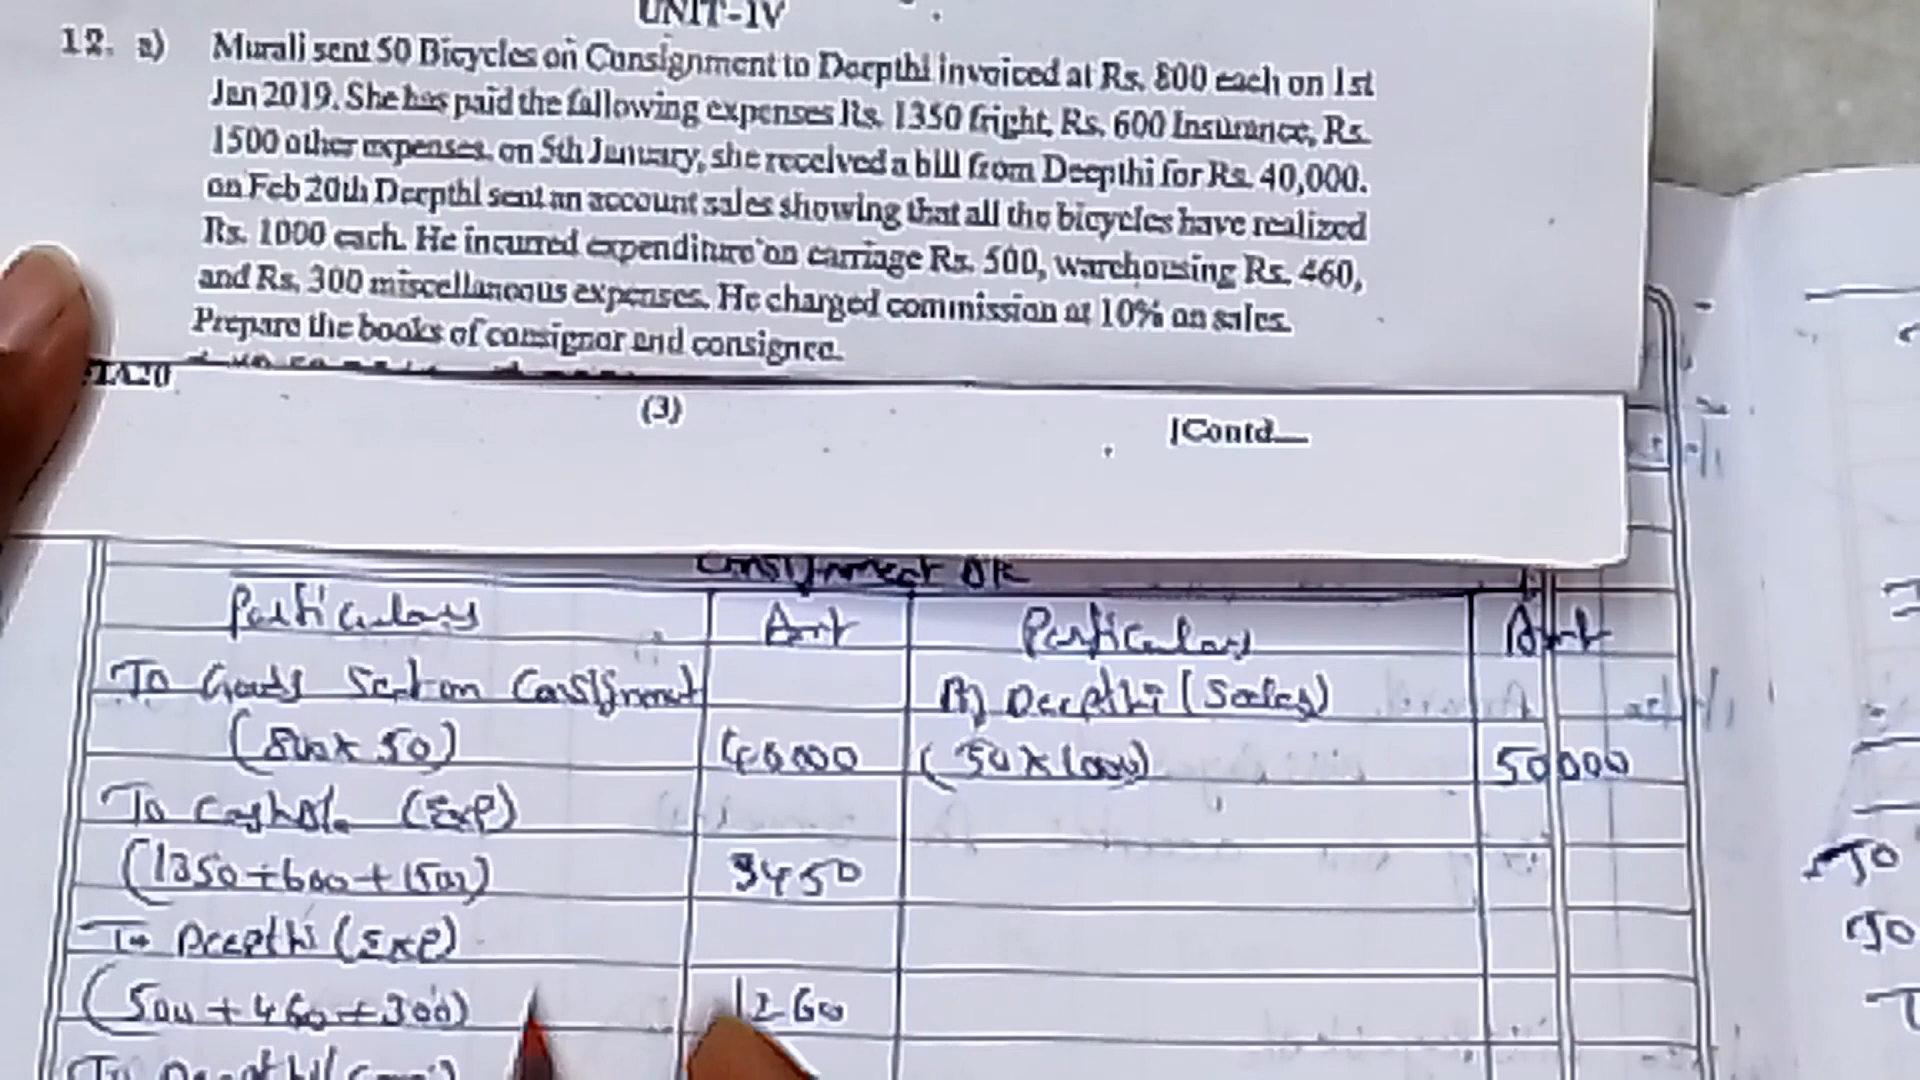 UNIT-IV
12. a) Murali sent 50 Bicycles on Consignment to Deepthi invoiced at Rs. 800 each on 1st
Jan 2019. She has paid the fallowing expenses Rs. 1350 fright, Rs. 600 Insurance, Rs.
1500 other expenses. on 5th January, she received a bill from Deepthi for Rs. 40,000.
on Feb 20th Deepthi sent an account sales showing that all the bicycles have realized
Rs. 1000 each. He incurred expenditure on carriage Rs. 500, warehousing Rs. 460,
and Rs. 300 miscellaneous expenses. He charged commission at 10% on sales.
Prepare the books of consignor and consignee.
(3)
[Contd....
Consignment
Particulars Amt Particulars Amt
To Goods Sent on Consignment By Deepthi (Sales)
(800 x 50) 40000 (50 x 1000) 50000
To Cash (Exp)
(1350 + 600 + 1500) 3450
To Deepthi (Exp)
(500 + 460 + 300) 1260
To Deepthi
To